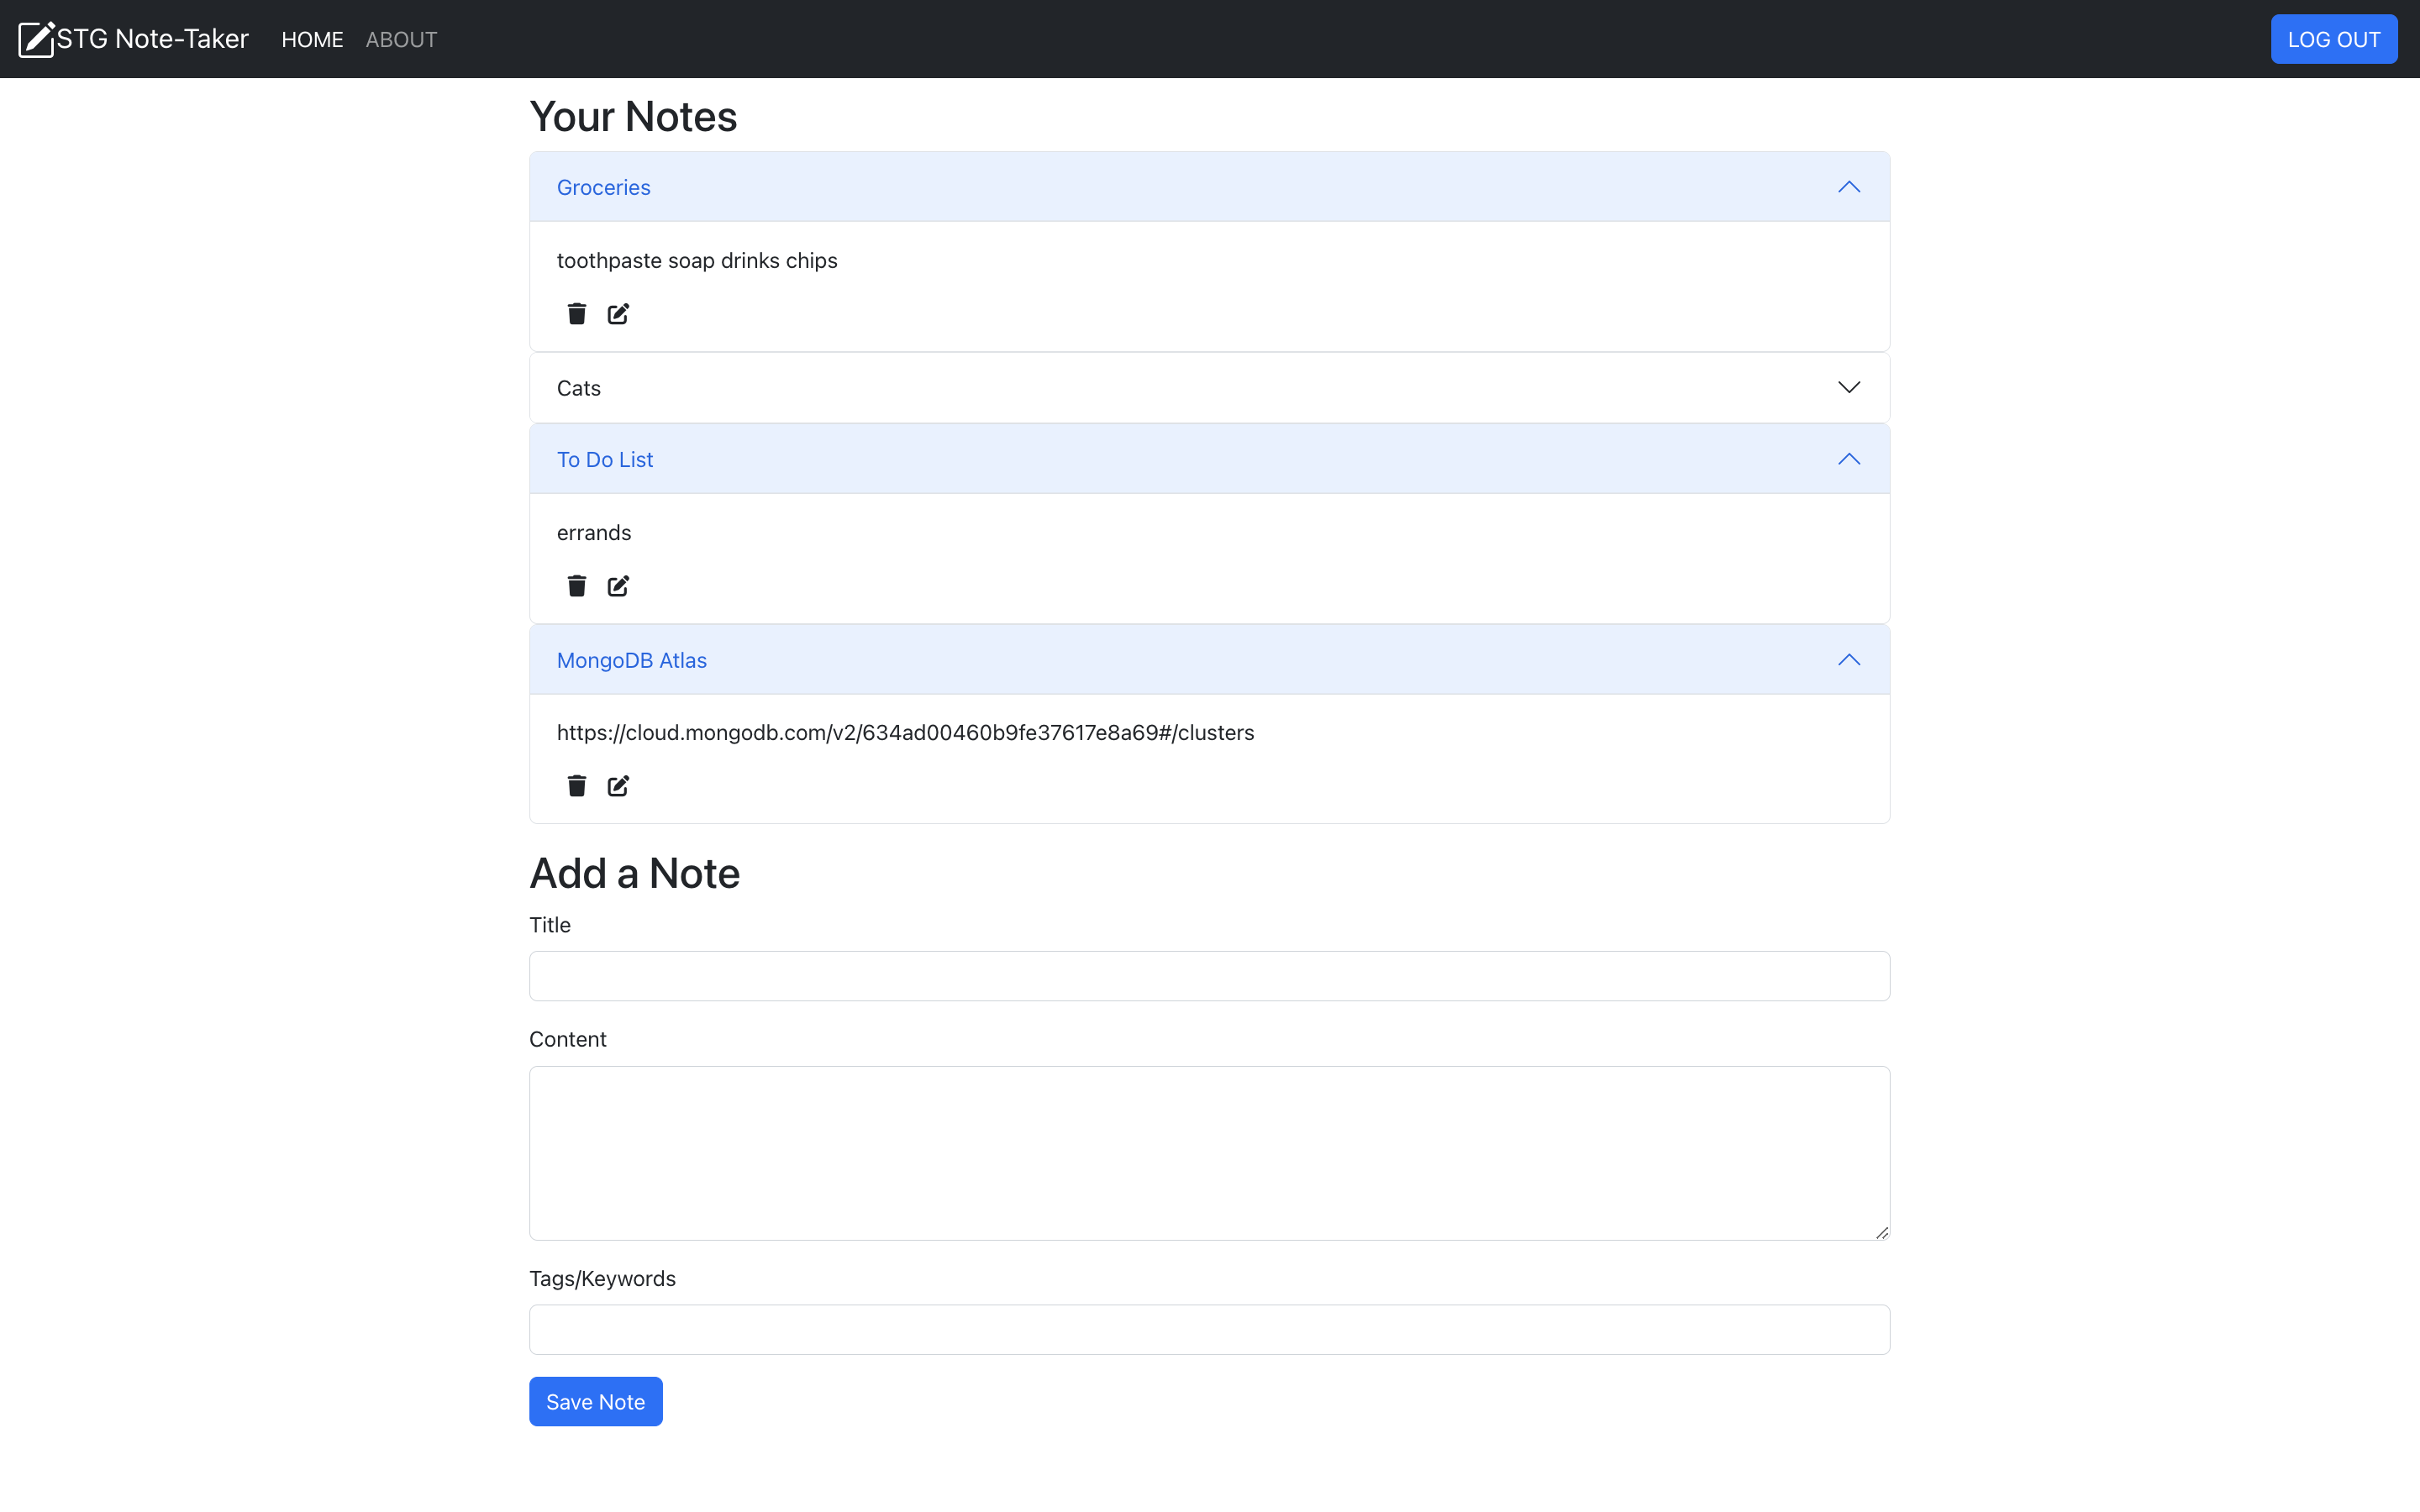 STG Note-Taker HOME ABOUT LOG OUT
Your Notes
Groceries
toothpaste soap drinks chips
Cats
To Do List
errands
MongoDB Atlas
https://cloud.mongodb.com/v2/634ad00460b9fe37617e8a69#/clusters
Add a Note
Title
Content
Tags/Keywords
Save Note